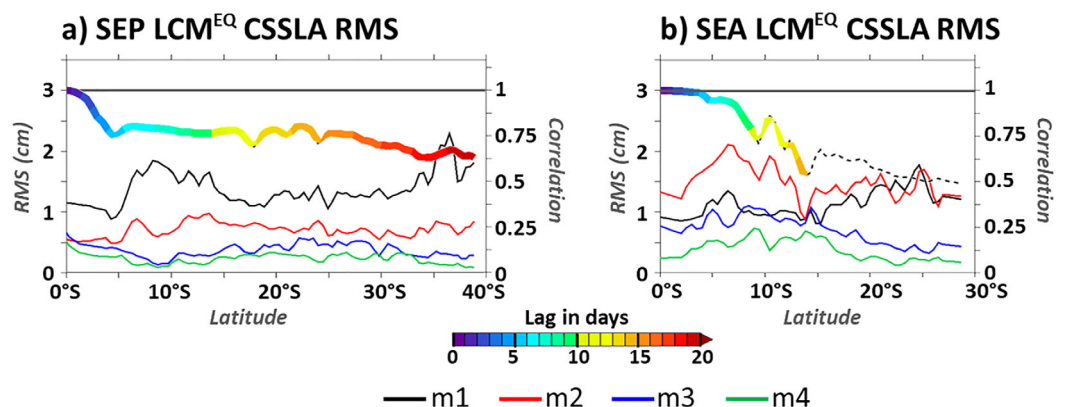 a) SEP LCM^EQ CSSLA RMS
b) SEA LCM^EQ CSSLA RMS
RMS (cm)
3
2
1
0
1
0.75
0.5
0.25
0
Correlation
0°S
10°S
20°S
30°S
40°S
Latitude
RMS (cm)
3
2
1
0
1
0.75
0.5
0.25
0
Correlation
0°S
10°S
20°S
30°S
Latitude
Lag in days
0 5 10 15 20
m1 m2 m3 m4